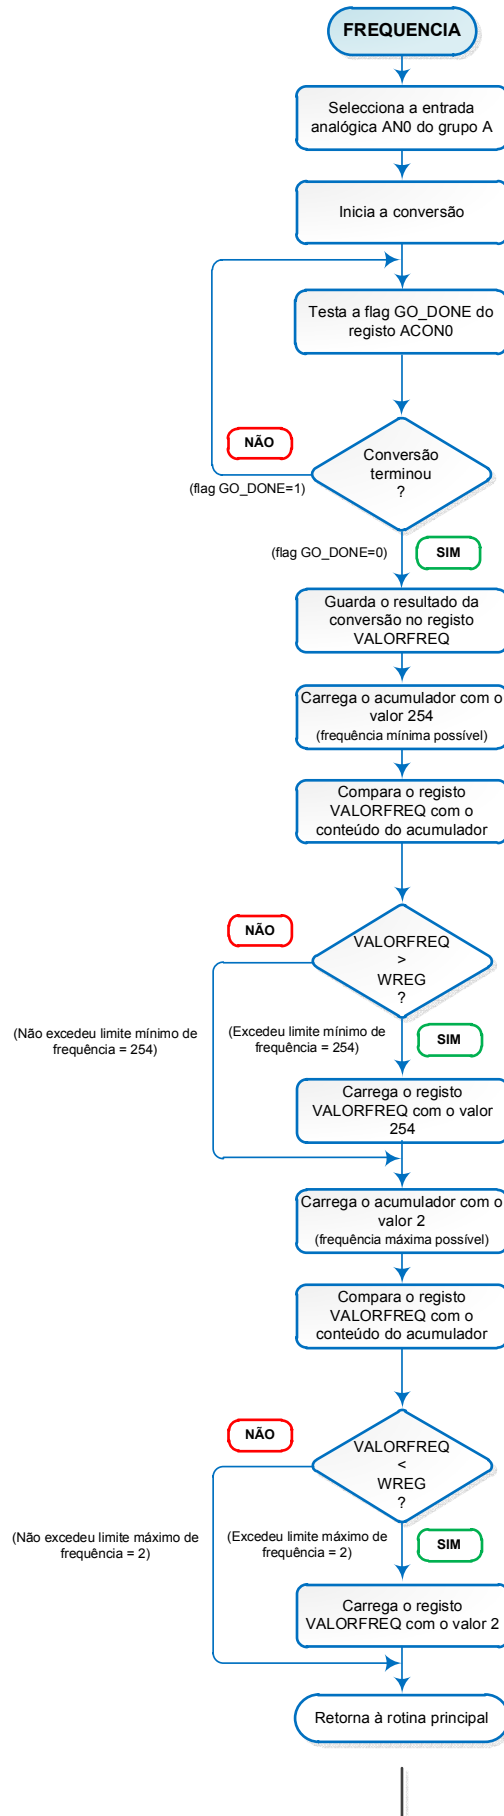 FREQUENCIA
Selecciona a entrada
analógica AN0 do grupo A
Inicia a conversão
Testa a flag GO_DONE do
registo ACON0
NÃO
Conversão
terminou
?
(flag GO_DONE=1)
(flag GO_DONE=0)
SIM
Guarda o resultado da
conversão no registo
VALORFREQ
Carrega o acumulador com o
valor 254
(frequência mínima possível)
Compara o registo
VALORFREQ com o
conteúdo do acumulador
NÃO
VALORFREQ
>
WREG
?
(Não excedeu limite mínimo de
frequência = 254)
(Excedeu limite mínimo de
frequência = 254)
SIM
Carrega o registo
VALORFREQ com o valor
254
Carrega o acumulador com o
valor 2
(frequência máxima possível)
Compara o registo
VALORFREQ com o
conteúdo do acumulador
NÃO
VALORFREQ
<
WREG
?
(Não excedeu limite máximo de
frequência = 2)
(Excedeu limite máximo de
frequência = 2)
SIM
Carrega o registo
VALORFREQ com o valor 2
Retorna à rotina principal